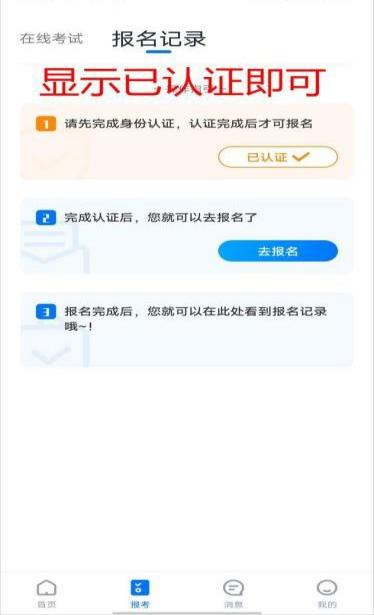 在线考试 报名记录
显示已认证即可
1 请先完成身份认证，认证完成后才可报名
已认证
2 完成认证后，您就可以去报名了
去报名
3 报名完成后，您就可以在此处看到报名记录
哦~!
首页 报考 消息 我的